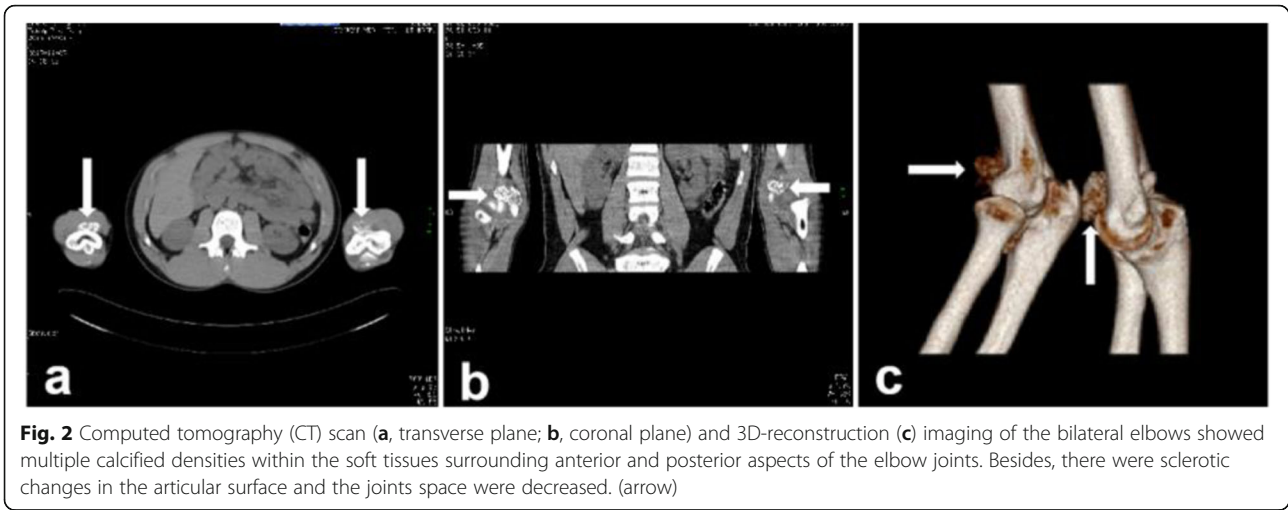 a
b
c
Fig. 2 Computed tomography (CT) scan (a, transverse plane; b, coronal plane) and 3D-reconstruction (c) imaging of the bilateral elbows showed
multiple calcified densities within the soft tissues surrounding anterior and posterior aspects of the elbow joints. Besides, there were sclerotic
changes in the articular surface and the joints space were decreased. (arrow)